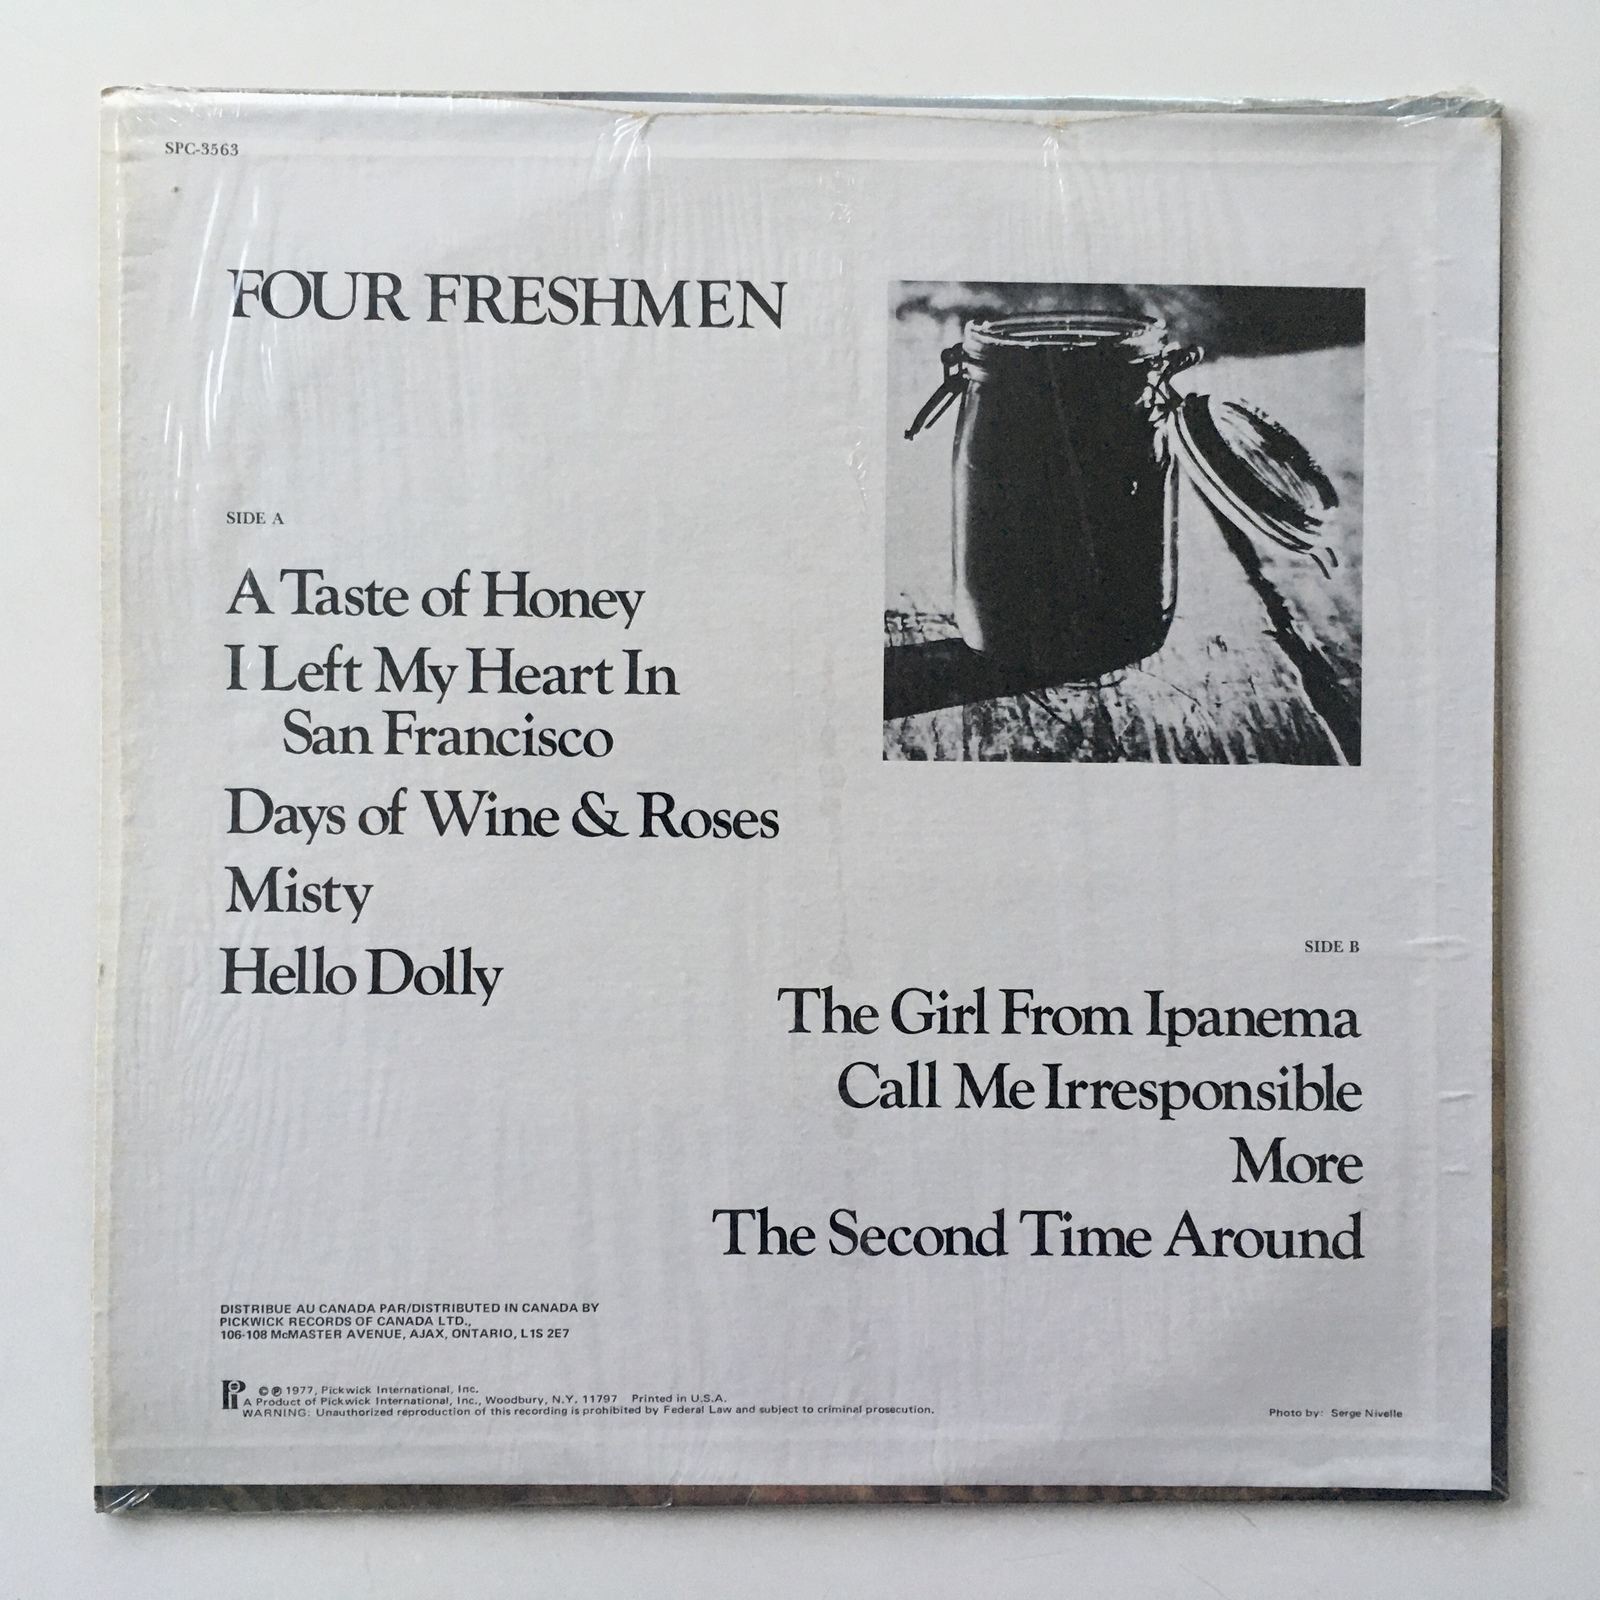 SPC-3563
FOUR FRESHMEN
SIDE A
A Taste of Honey
I Left My Heart In
San Francisco
Days of Wine & Roses
Misty
Hello Dolly
SIDE B
The Girl From Ipanema
Call Me Irresponsible
More
The Second Time Around
DISTRIBUE AU CANADA PAR/DISTRIBUTED IN CANADA BY
PICKWICK RECORDS OF CANADA LTD.,
106-108 McMASTER AVENUE, AJAX, ONTARIO, L1S 2E7
Pi © ℗ 1977, Pickwick International, Inc.
A Product of Pickwick International, Inc., Woodbury, N.Y. 11797 Printed in U.S.A.
WARNING: Unauthorized reproduction of this recording is prohibited by Federal Law and subject to criminal prosecution.
Photo by: Serge Nivelle